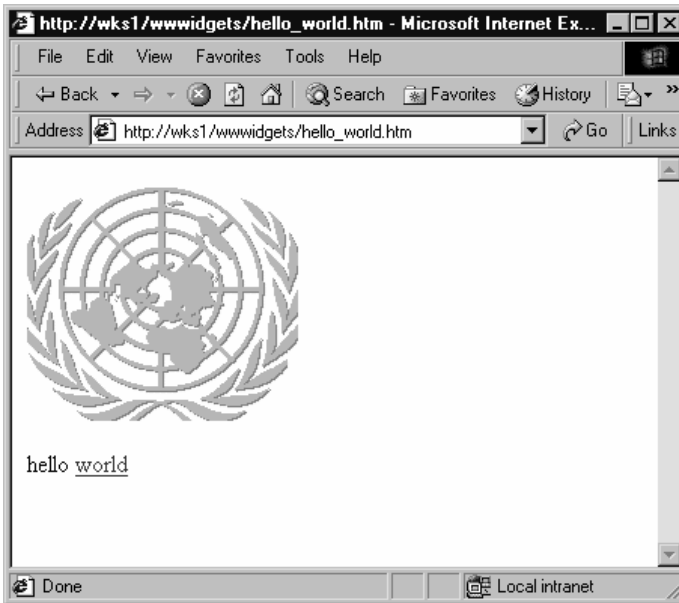 http://wks1/wwwidgets/hello_world.htm - Microsoft Internet Ex...
File Edit View Favorites Tools Help
Back Search Favorites History »
Address http://wks1/wwwidgets/hello_world.htm Go Links
hello world
Done Local intranet